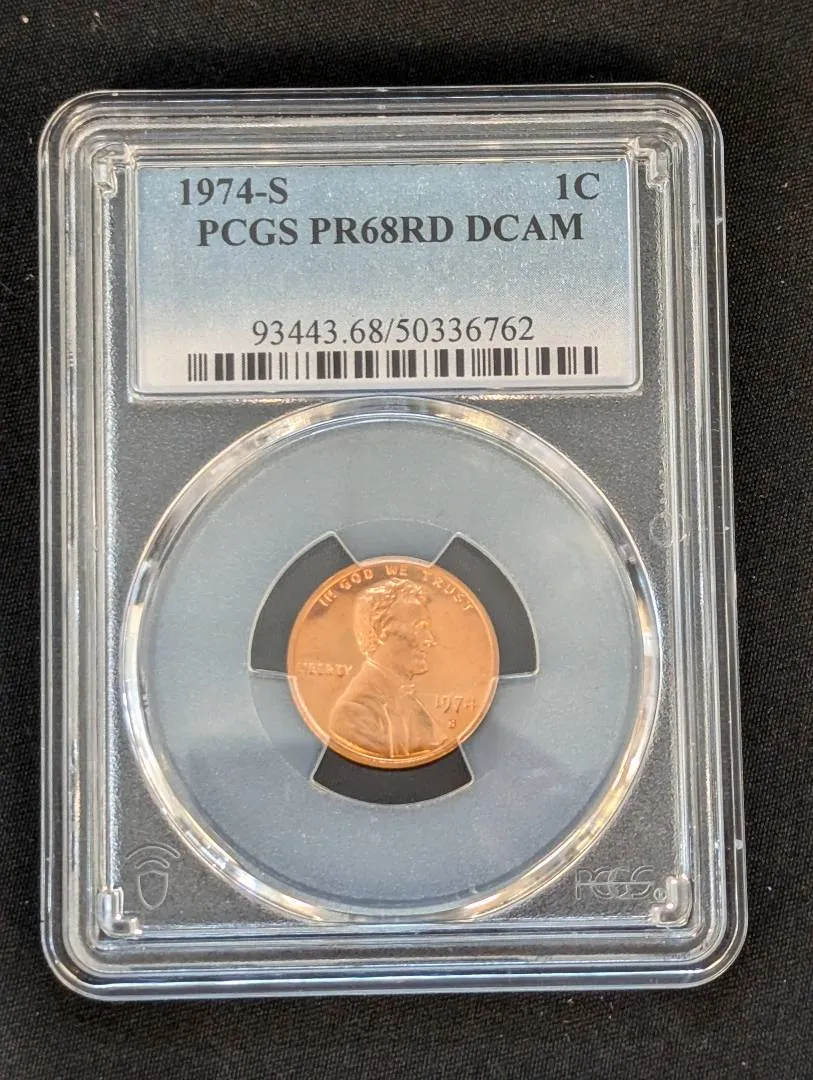 1974-S 1C
PCGS PR68RD DCAM
93443.68/50336762
IN GOD WE TRUST
LIBERTY
1974
S
PCGS